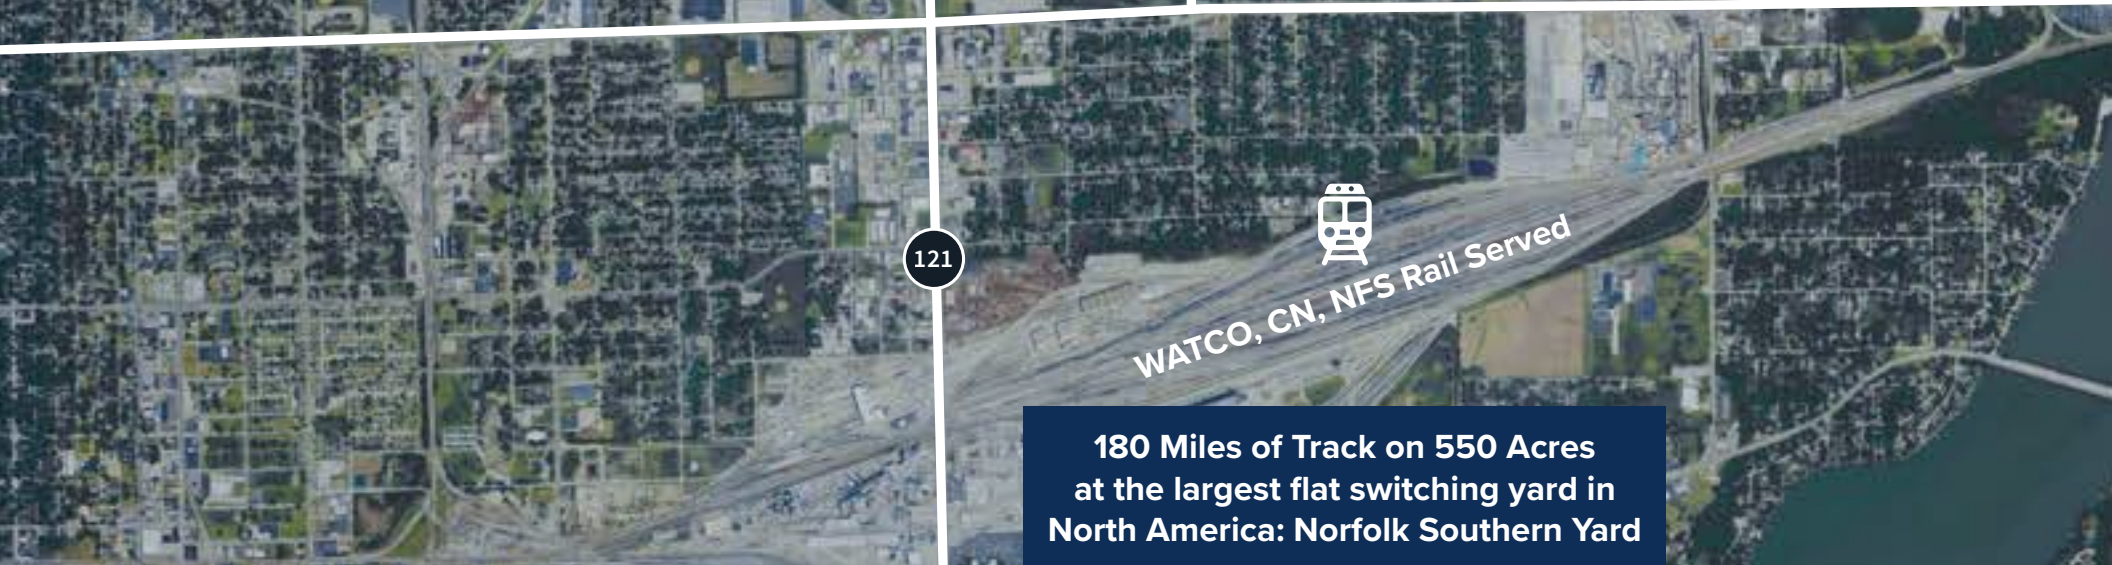 121
WATCO, CN, NFS Rail Served
180 Miles of Track on 550 Acres
at the largest flat switching yard in
North America: Norfolk Southern Yard